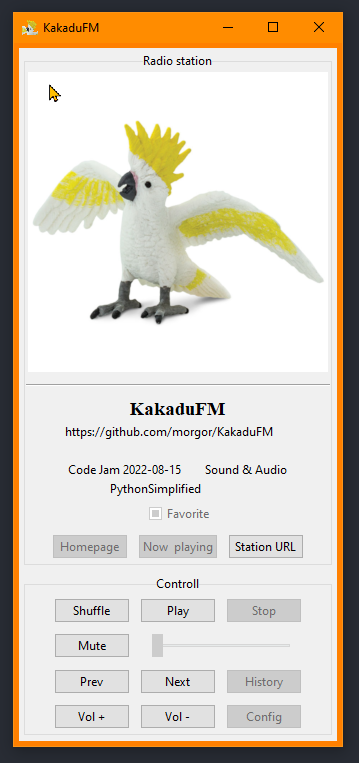 KakaduFM
Radio station
KakaduFM
https://github.com/morgor/KakaduFM
Code Jam 2022-08-15 Sound & Audio
PythonSimplified
Favorite
Homepage Now playing Station URL
Controll
Shuffle Play Stop
Mute
Prev Next History
Vol + Vol - Config